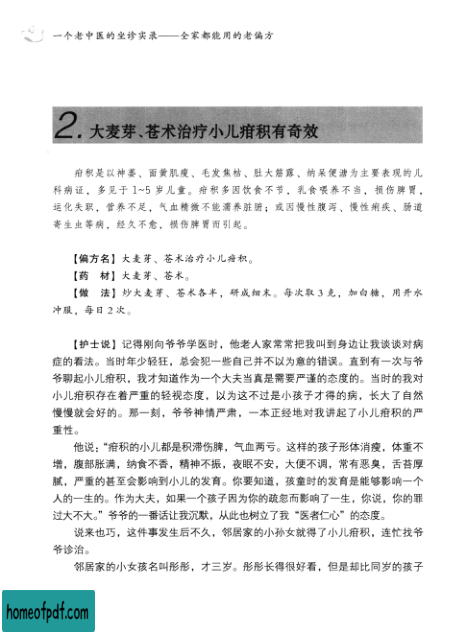 一个老中医的坐诊实录——全家都能用的老偏方
2. 大麦芽、苍术治疗小儿疳积有奇效
疳积是以神萎、面黄肌瘦、毛发焦枯、肚大筋露、纳呆便溏为主要表现的儿
科病证，多见于1~5岁儿童。疳积多因饮食不节，乳食喂养不当，损伤脾胃，
运化失职，营养不足，气血精微不能濡养脏腑；或因慢性腹泻、慢性痢疾、肠道
寄生虫等病，经久不愈，损伤脾胃而引起。
【偏方名】大麦芽、苍术治疗小儿疳积。
【药 材】大麦芽、苍术。
【做 法】炒大麦芽、苍术各半，研成细末。每次取3克，加白糖，用开水
冲服，每日2次。
【护士说】记得刚向爷爷学医时，他老人家常常把我叫到身边让我谈谈对病
症的看法。当时年少轻狂，总会犯一些自己并不以为意的错误。直到有一次与爷
爷聊起小儿疳积，我才知道作为一个大夫当真是需要严谨的态度的。当时的我对
小儿疳积存在着严重的轻视态度，以为这不过是小孩子才得的病，长大了自然
慢慢就会好的。那一刻，爷爷神情严肃，一本正经地对我讲起了小儿疳积的严
重性。
他说：“疳积的小儿都是积滞伤脾，气血两亏。这样的孩子形体消瘦，体重不
增，腹部胀满，纳食不香，精神不振，夜眠不安，大便不调，常有恶臭，舌苔厚
腻，严重的甚至会影响到小儿的发育。你要知道，孩童时的发育是能够影响一个
人的一生的。作为大夫，如果一个孩子因为你的疏忽而影响了一生，你说，你的罪
过大不大。”爷爷的一番话让我沉默，从此也树立了我“医者仁心”的态度。
说来也巧，这件事发生后不久，邻居家的小孙女就得了小儿疳积，连忙找爷
爷诊治。
邻居家的小女孩名叫彤彤，才三岁。彤彤长得很好看，但是却比同岁的孩子
homeofpdf.com